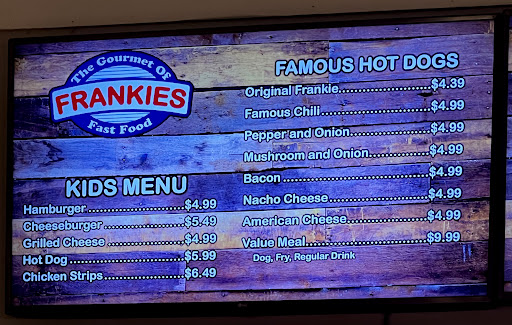 The Gourmet Of
FRANKIES
Fast Food
KIDS MENU
Hamburger..............................$4.99
Cheeseburger........................$5.49
Grilled Cheese ......................$4.99
Hot Dog..................................$5.99
Chicken Strips.......................$6.49
FAMOUS HOT DOGS
Original Frankie........................$4.39
Famous Chili.............................$4.99
Pepper and Onion.....................$4.99
Mushroom and Onion................$4.99
Bacon........................................$4.99
Nacho Cheese...........................$4.99
American Cheese......................$4.99
Value Meal.................................$9.99
Dog, Fry, Regular Drink